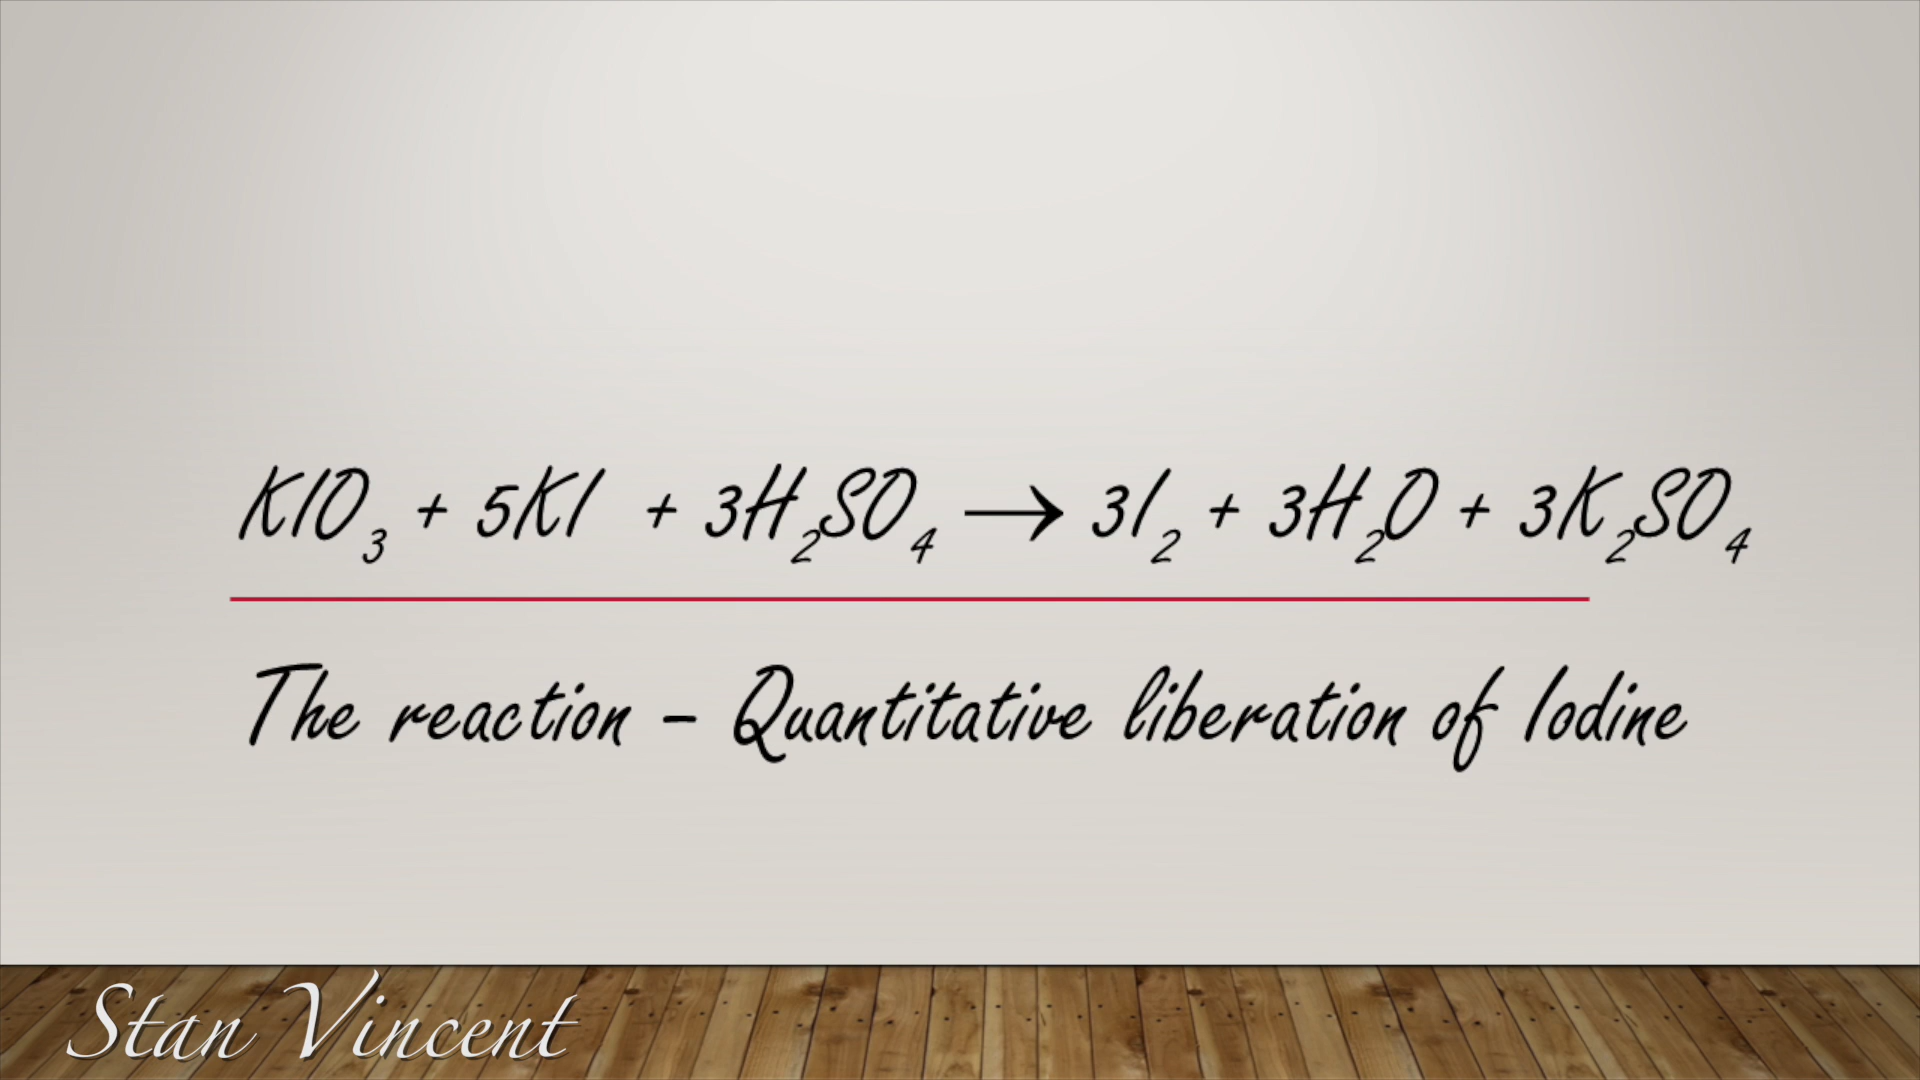 KIO₃ + 5KI + 3H₂SO₄ → 3I₂ + 3H₂O + 3K₂SO₄
The reaction – Quantitative liberation of Iodine
Stan Vincent